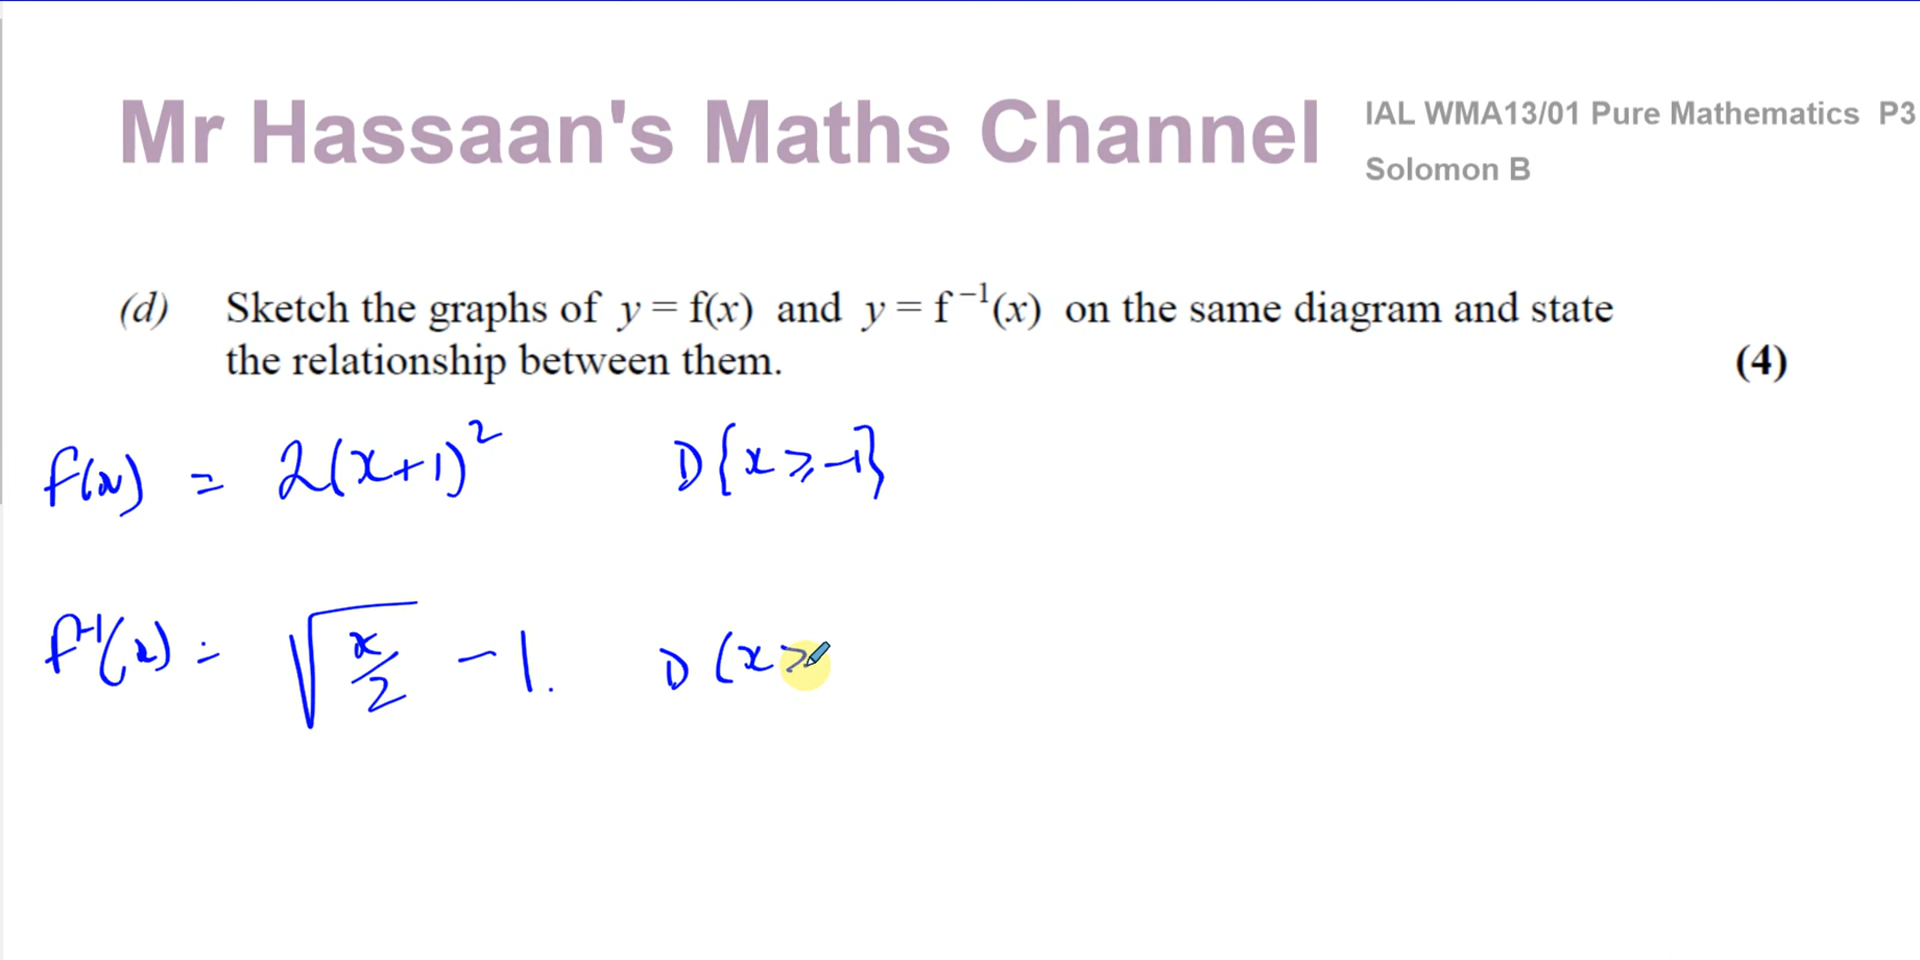 Mr Hassaan's Maths Channel
IAL WMA13/01 Pure Mathematics P3
Solomon B
(d) Sketch the graphs of y = f(x) and y = f⁻¹(x) on the same diagram and state
the relationship between them.
(4)
f(x) = 2(x+1)² D{x ≥ -1}
f⁻¹(x) = √(x/2) - 1. D(x ≥